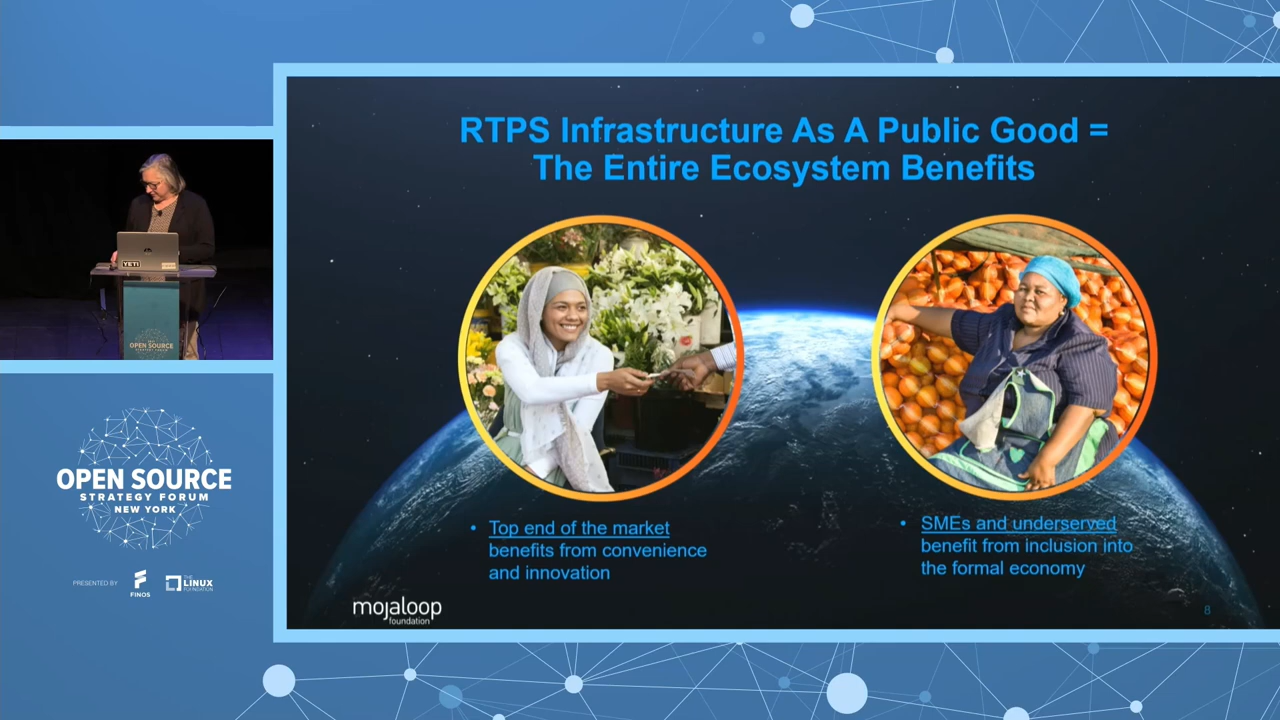 RTPS Infrastructure As A Public Good =
The Entire Ecosystem Benefits
• Top end of the market
benefits from convenience
and innovation
• SMEs and underserved
benefit from inclusion into
the formal economy
mojaloop
foundation
8
YETI
OPEN SOURCE
STRATEGY FORUM
OPEN SOURCE
STRATEGY FORUM
NEW YORK
PRESENTED BY
FINOS
THE
LINUX
FOUNDATION